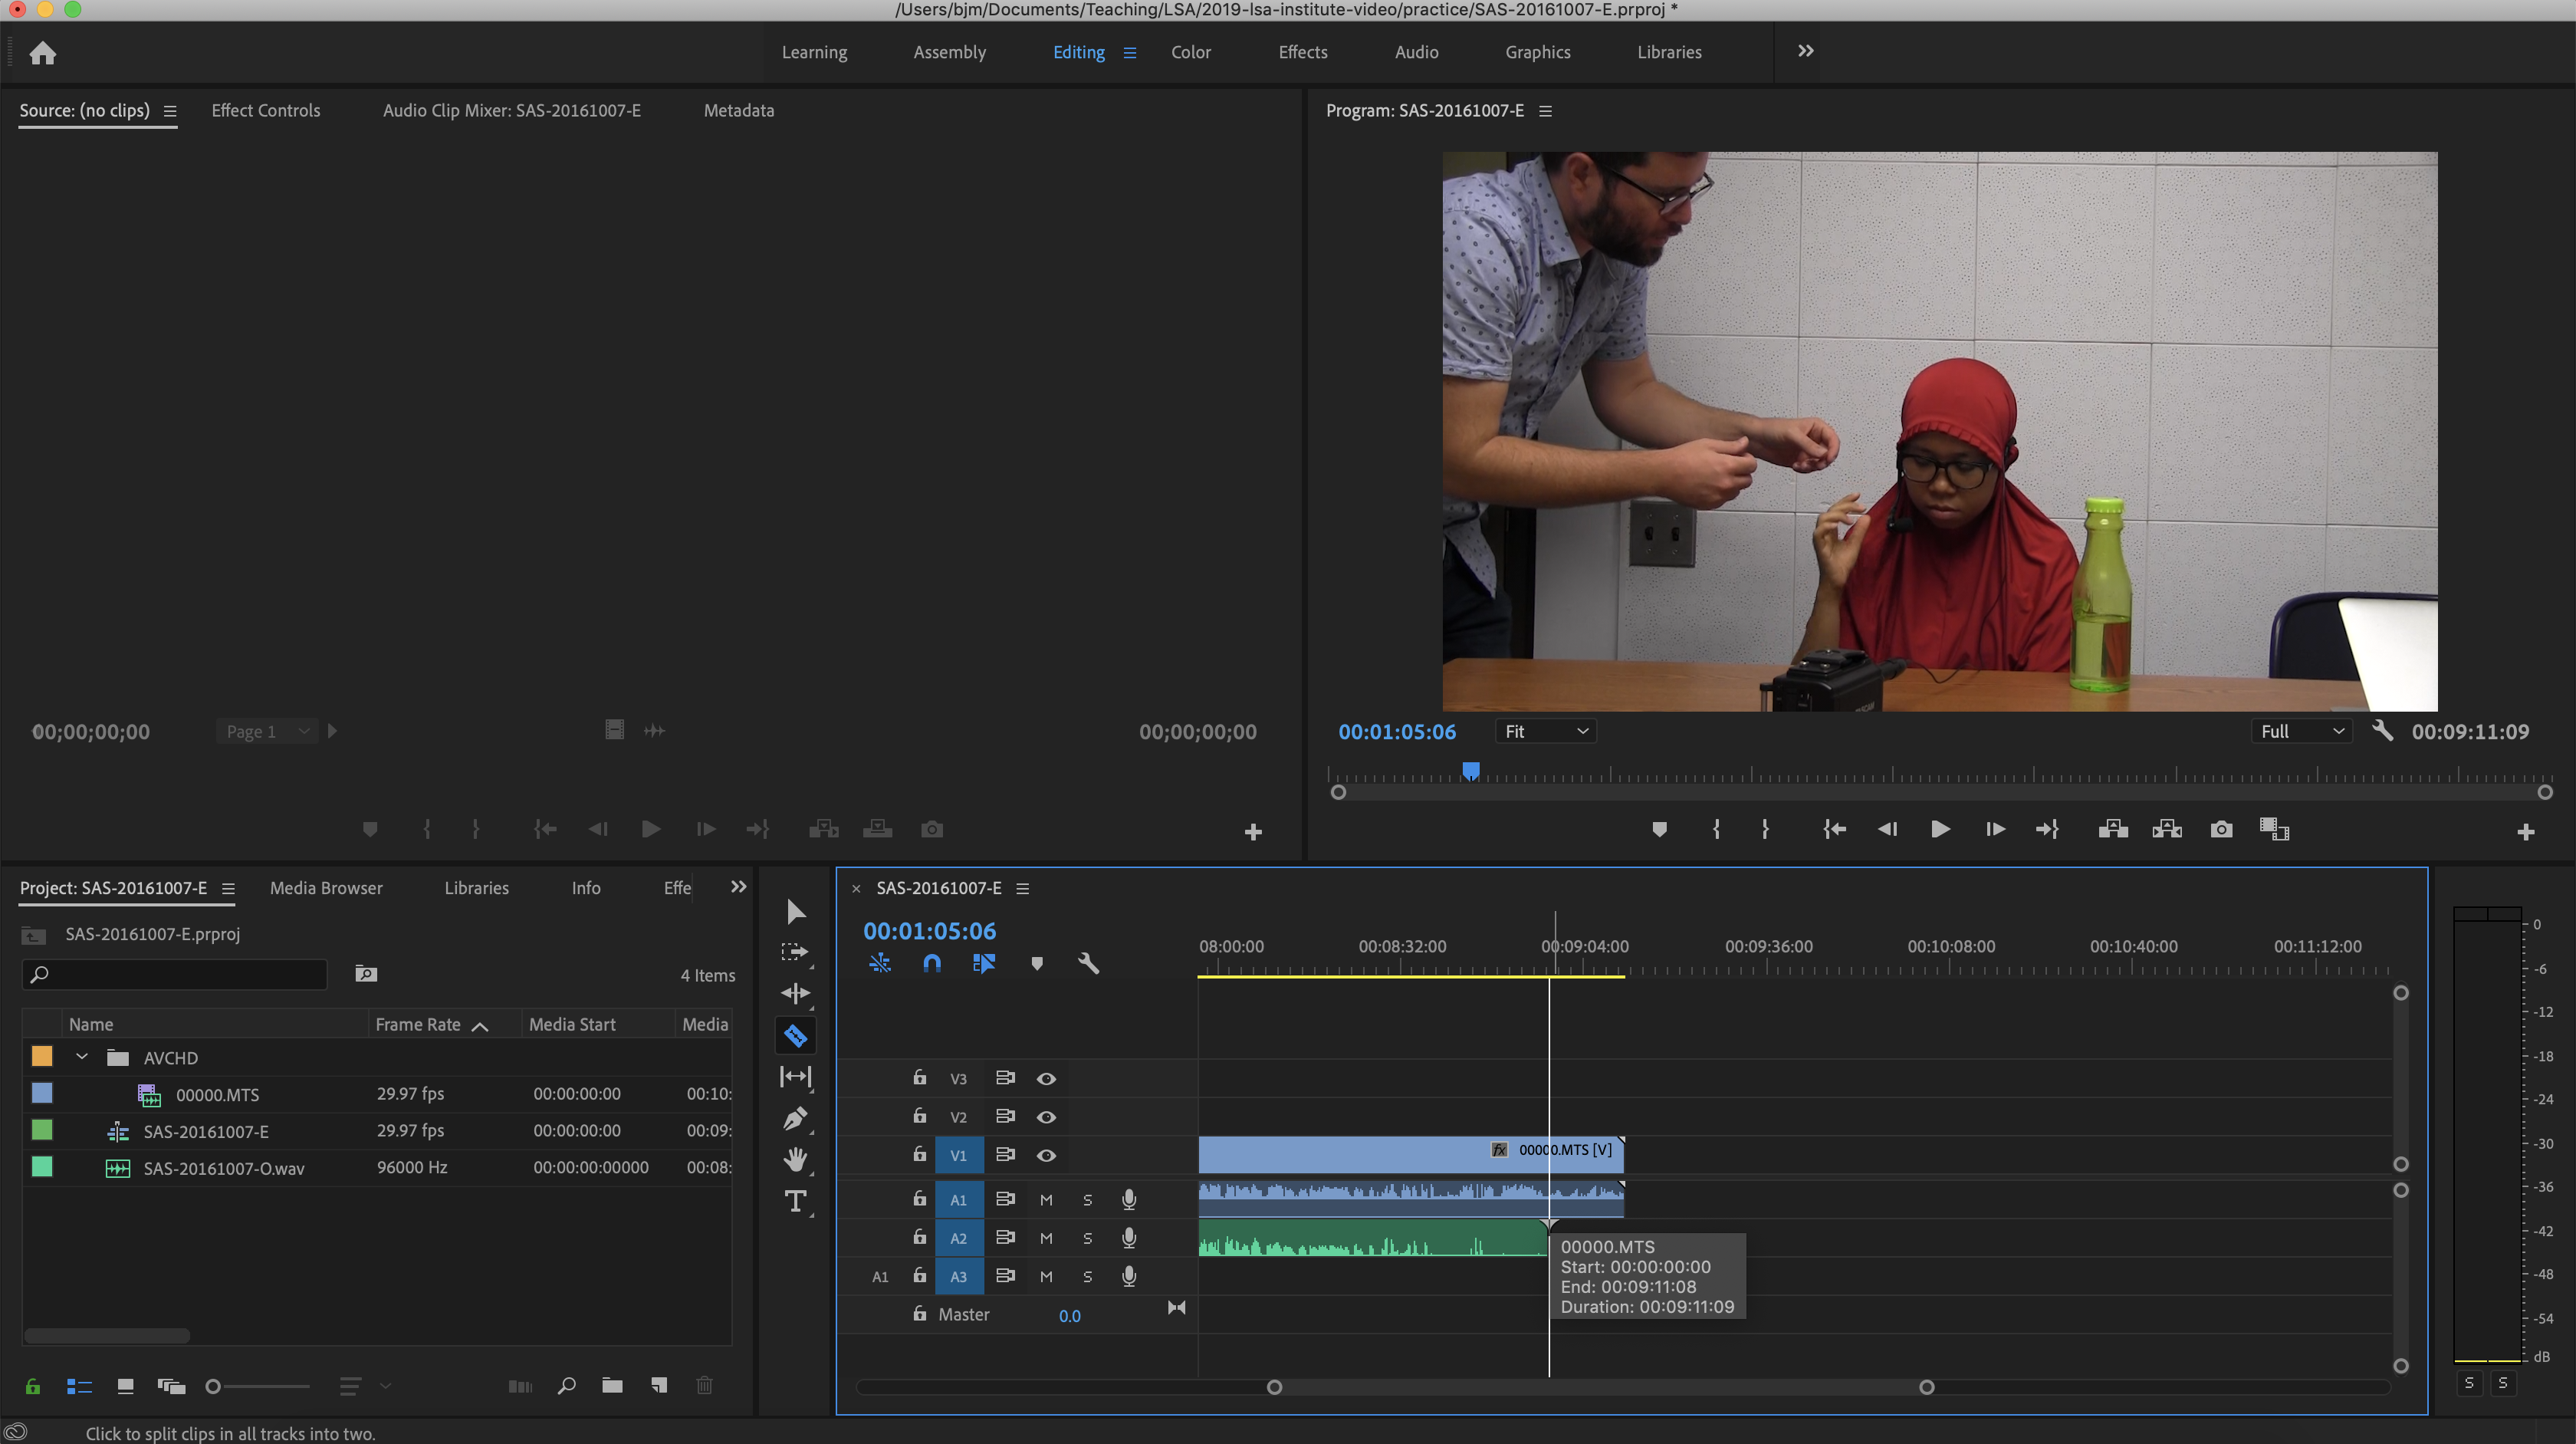 /Users/bjm/Documents/Teaching/LSA/2019-lsa-institute-video/practice/SAS-20161007-E.prproj *
Learning Assembly Editing Color Effects Audio Graphics Libraries
Source: (no clips) Effect Controls Audio Clip Mixer: SAS-20161007-E Metadata
Program: SAS-20161007-E
00;00;00;00 Page 1 00;00;00;00
00:01:05:06 Fit Full 00:09:11:09
Project: SAS-20161007-E Media Browser Libraries Info Effe
SAS-20161007-E.prproj
4 Items
Name Frame Rate Media Start Media
AVCHD
00000.MTS 29.97 fps 00:00:00:00 00:10:
SAS-20161007-E 29.97 fps 00:00:00:00 00:09:
SAS-20161007-O.wav 96000 Hz 00:00:00:00000 00:08:
T
SAS-20161007-E
00:01:05:06
08:00:00 00:08:32:00 00:09:04:00 00:09:36:00 00:10:08:00 00:10:40:00 00:11:12:00
V3
V2
V1 fx 00000.MTS [V]
A1 M S
A2 M S
A1 A3 M S
Master 0.0
00000.MTS
Start: 00:00:00:00
End: 00:09:11:08
Duration: 00:09:11:09
0
-6
-12
-18
-24
-30
-36
-42
-48
-54
dB
S S
Click to split clips in all tracks into two.